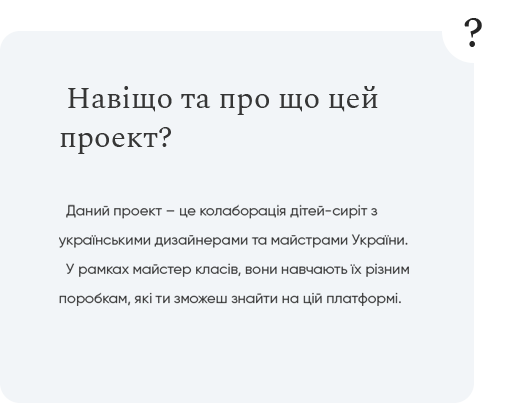 ?
Навіщо та про що цей
проект?
Даний проект – це колаборація дітей-сиріт з
українськими дизайнерами та майстрами України.
У рамках майстер класів, вони навчають їх різним
поробкам, які ти зможеш знайти на цій платформі.